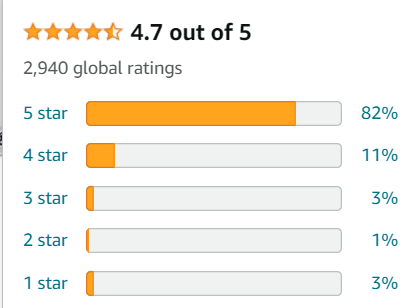 4.7 out of 5
2,940 global ratings
5 star 82%
4 star 11%
3 star 3%
2 star 1%
1 star 3%